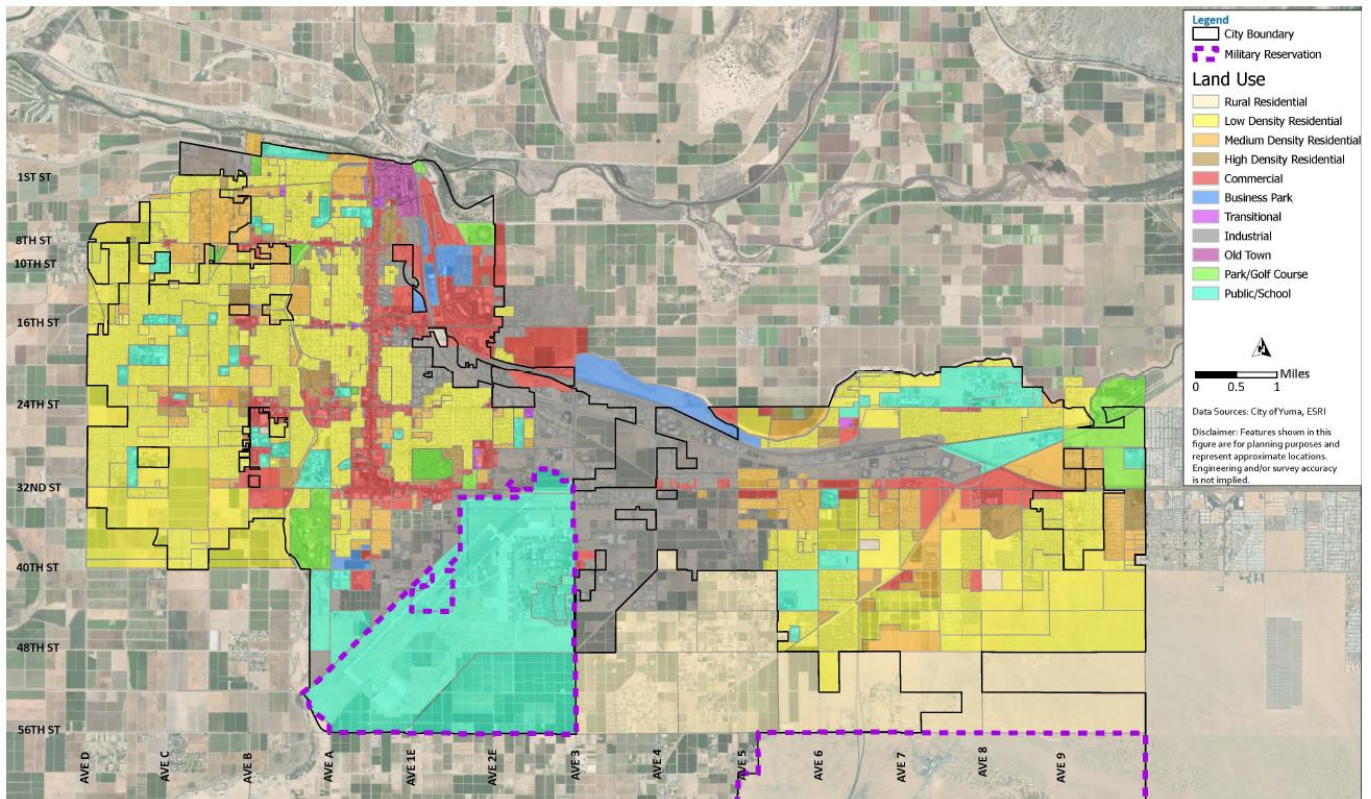 Legend
City Boundary
Military Reservation
Land Use
Rural Residential
Low Density Residential
Medium Density Residential
High Density Residential
Commercial
Business Park
Transitional
Industrial
Old Town
Park/Golf Course
Public/School
0 0.5 1 Miles
Data Sources: City of Yuma, ESRI
Disclaimer: Features shown in this
figure are for planning purposes and
represent approximate locations.
Engineering and/or survey accuracy
is not implied.
1ST ST
8TH ST
10TH ST
16TH ST
24TH ST
32ND ST
40TH ST
48TH ST
56TH ST
AVE D
AVE C
AVE B
AVE A
AVE 1E
AVE 2E
AVE 3
AVE 4
AVE 5
AVE 6
AVE 7
AVE 8
AVE 9